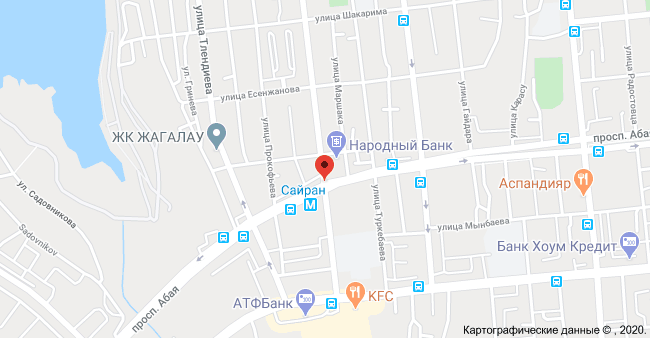 улица Шакарима
улица Тлендиева
ул. Гринева
улица Маршака
улица Есенжанова
улица Гайдара
улица Карасу
улица Радостовца
просп. Абая
ЖК ЖАГАЛАУ
улица Прокофьева
Народный Банк
Сайран
M
Аспандияр
ул. Садовникова
Sadovnikov
улица Туркебаева
улица Мынбаева
Банк Хоум Кредит
просп. Абая
АТФБанк
KFC
Картографические данные © , 2020.